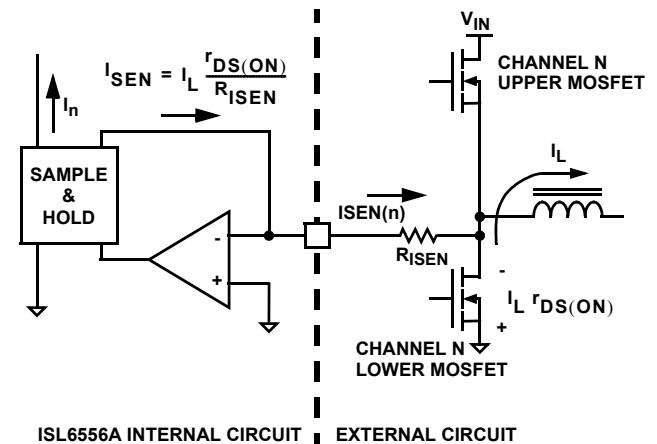 I_SEN = I_L r_DS(ON) / R_ISEN
I_n
SAMPLE
&
HOLD
-
+
ISEN(n)
R_ISEN
V_IN
CHANNEL N
UPPER MOSFET
I_L
-
I_L r_DS(ON)
+
CHANNEL N
LOWER MOSFET
ISL6556A INTERNAL CIRCUIT
EXTERNAL CIRCUIT